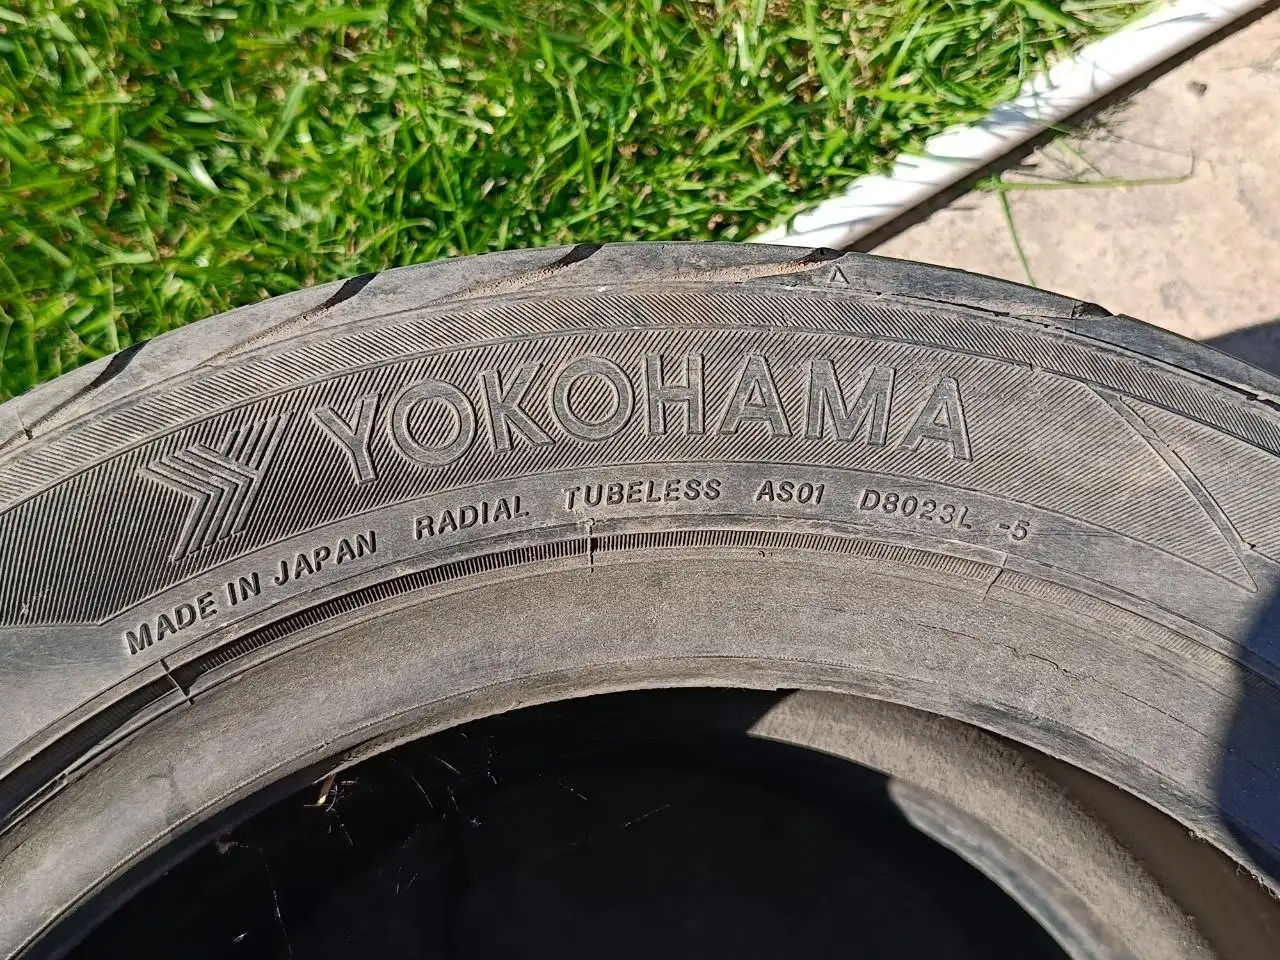 YOKOHAMA
MADE IN JAPAN RADIAL TUBELESS AS01 D8023L -5